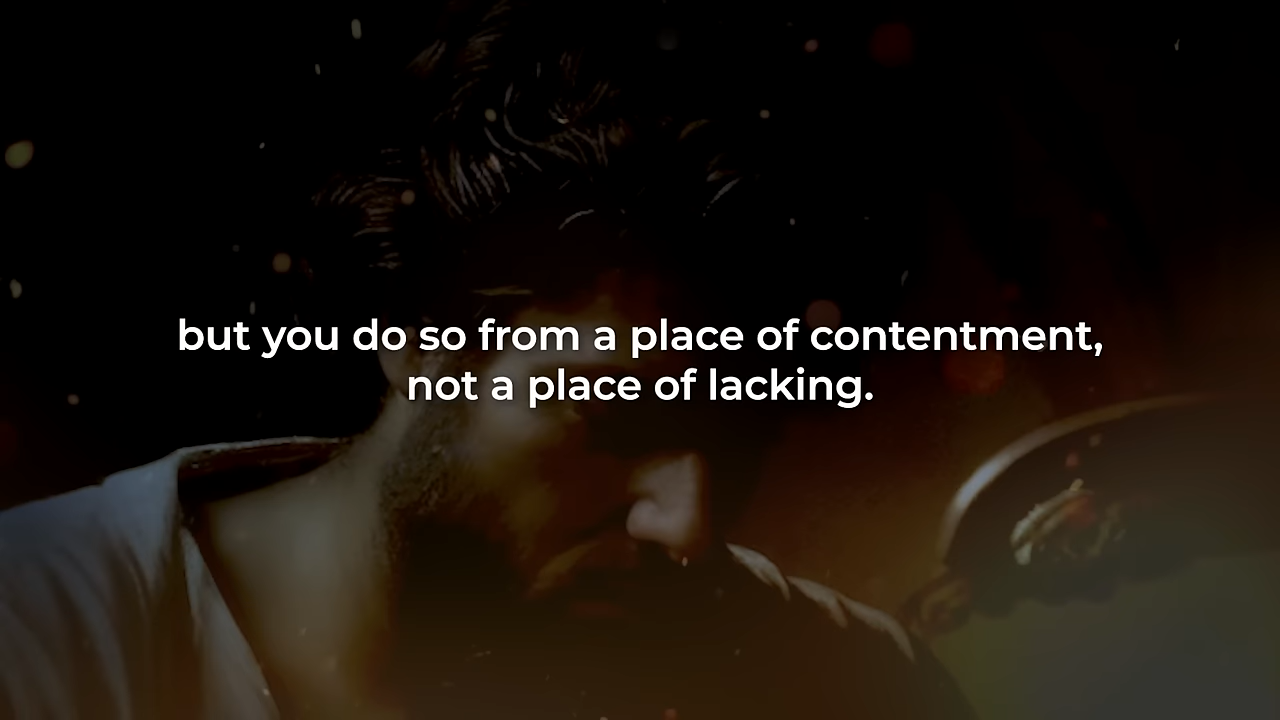 but you do so from a place of contentment,
not a place of lacking.